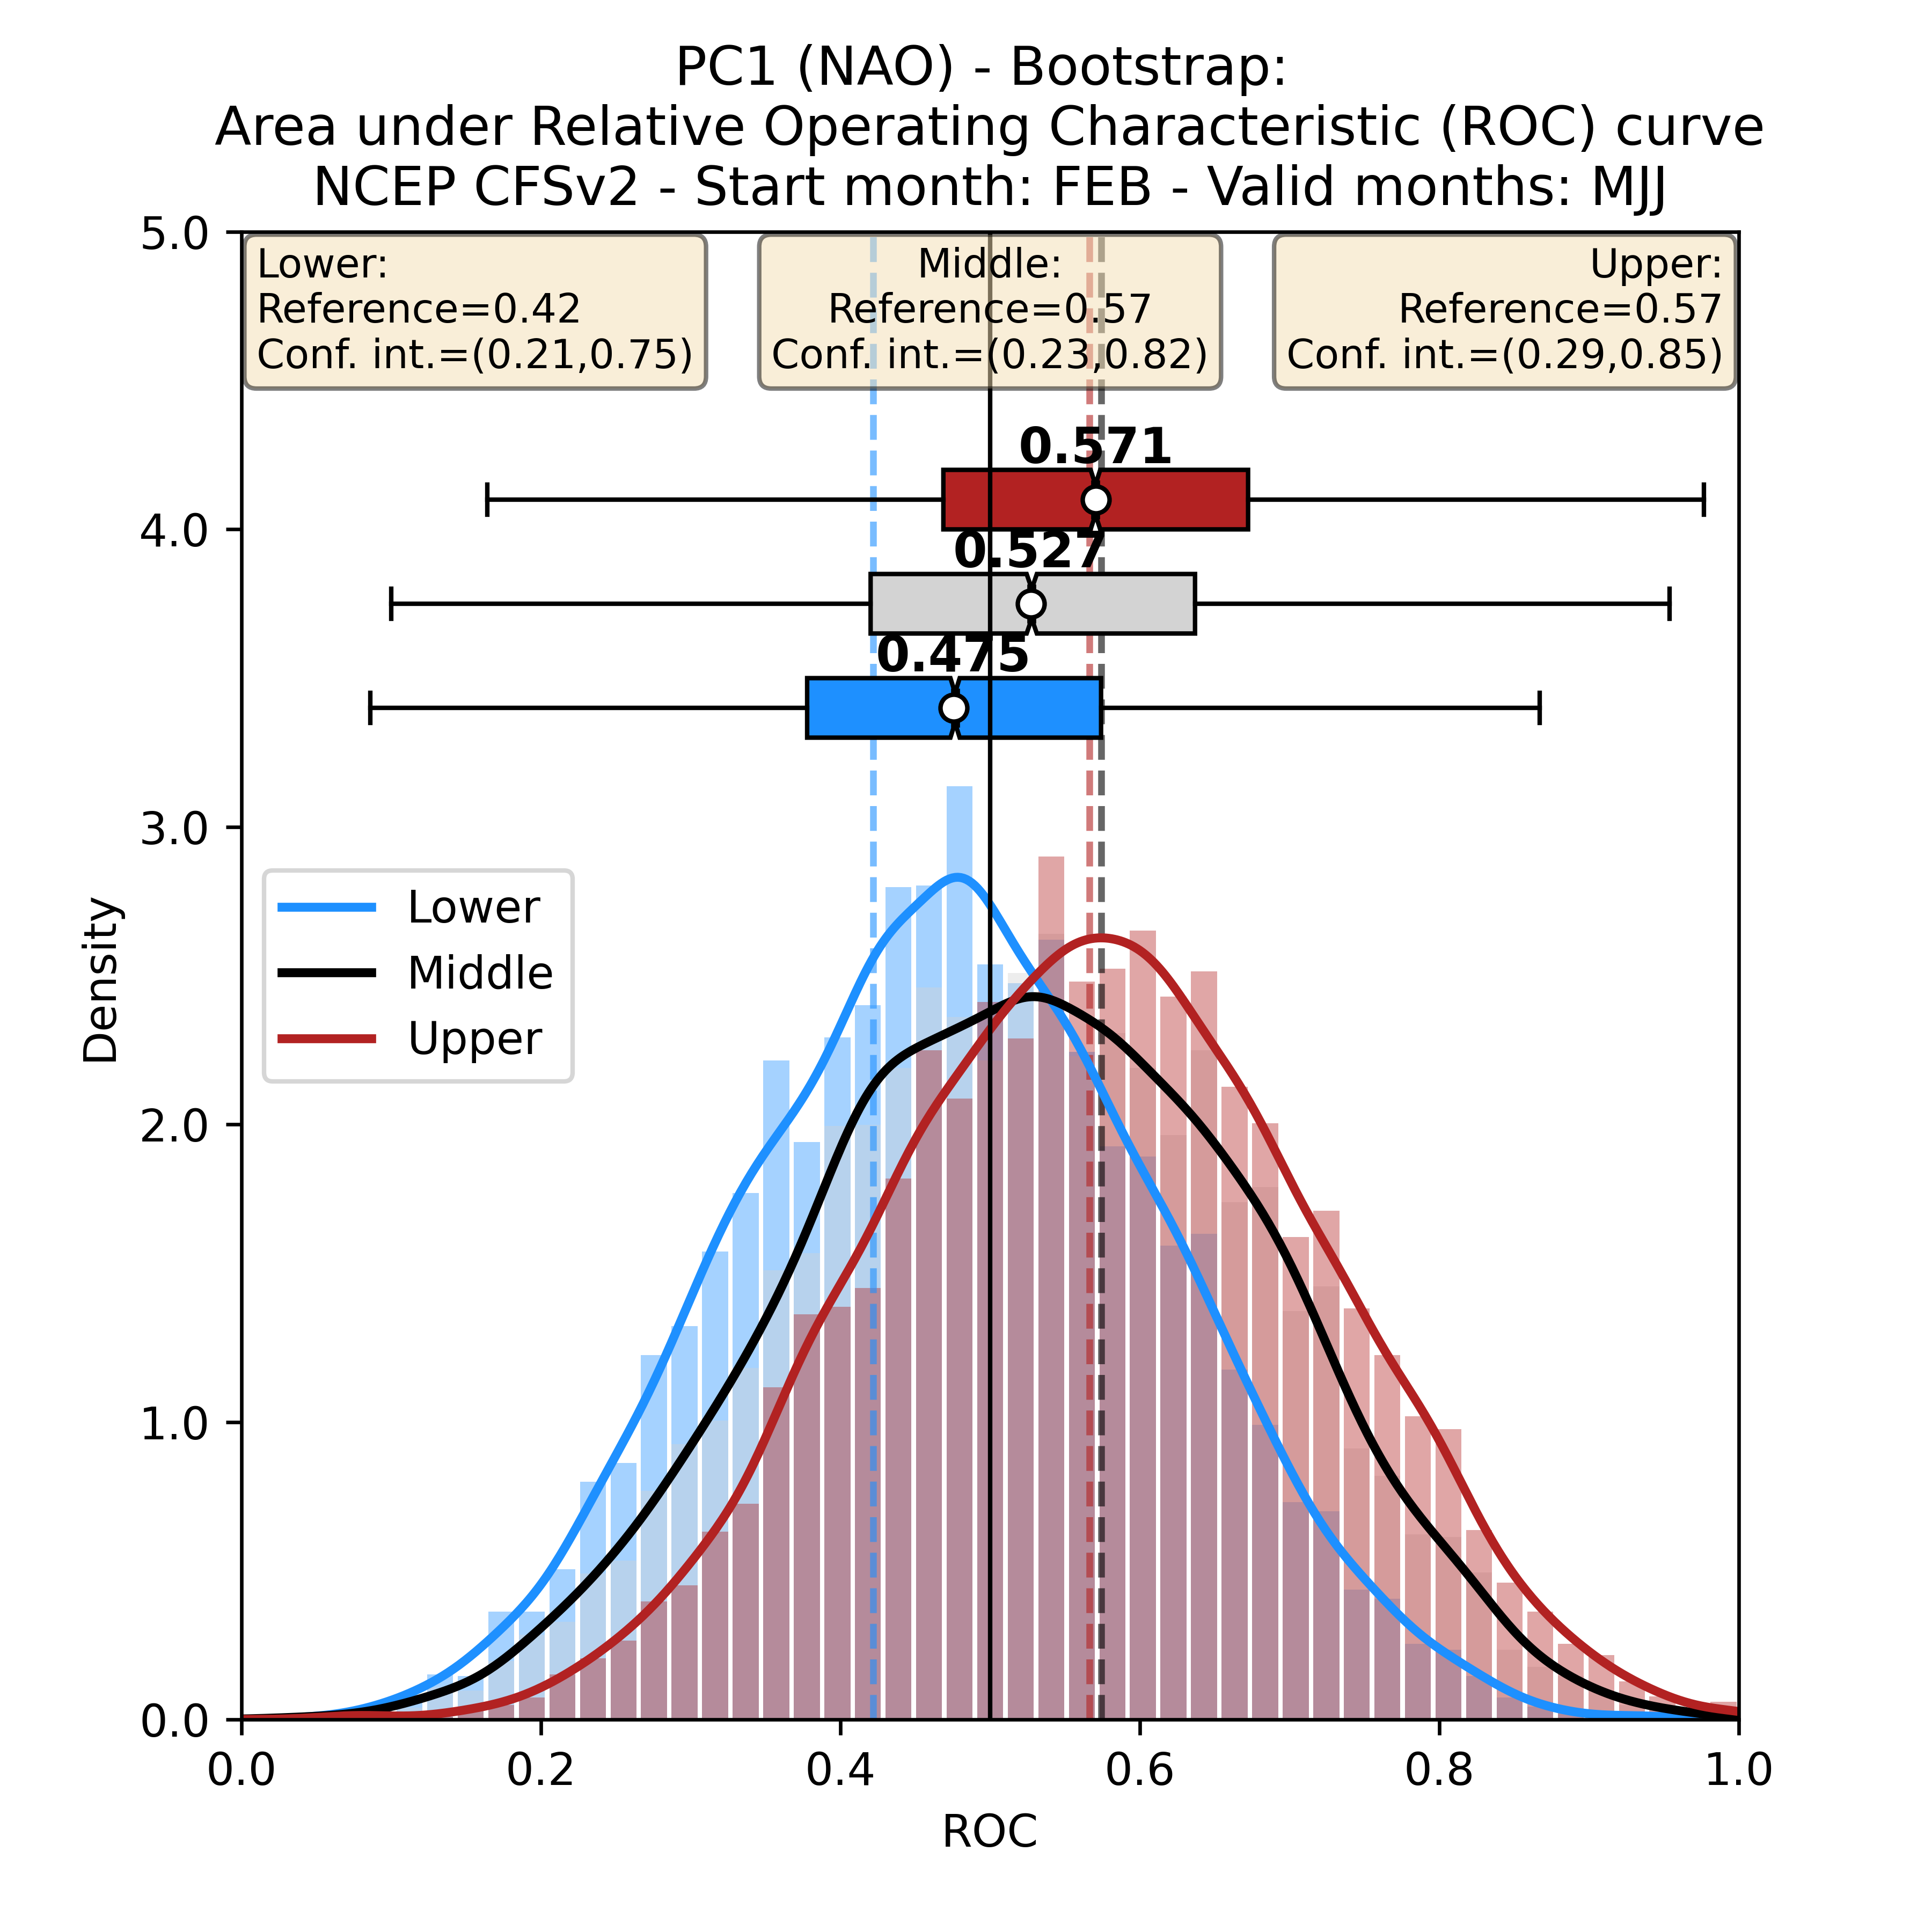 PC1 (NAO) - Bootstrap:
Area under Relative Operating Characteristic (ROC) curve
NCEP CFSv2 - Start month: FEB - Valid months: MJJ
Lower:
Reference=0.42
Conf. int.=(0.21,0.75)
Middle:
Reference=0.57
Conf. int.=(0.23,0.82)
Upper:
Reference=0.57
Conf. int.=(0.29,0.85)
0.571
0.527
0.475
Lower
Middle
Upper
Density
5.0
4.0
3.0
2.0
1.0
0.0
0.0 0.2 0.4 0.6 0.8 1.0
ROC